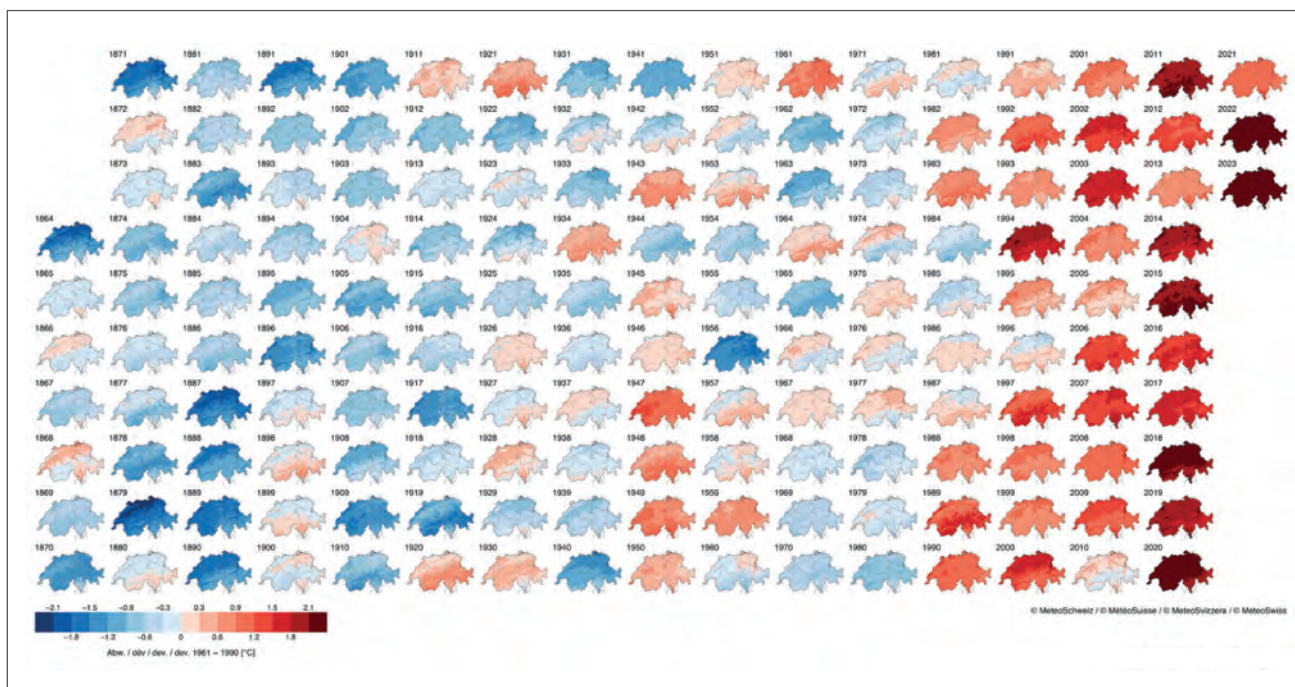 1871 1881 1891 1901 1911 1921 1931 1941 1951 1961 1971 1981 1991 2001 2011 2021
1872 1882 1892 1902 1912 1922 1932 1942 1952 1962 1972 1982 1992 2002 2012 2022
1873 1883 1893 1903 1913 1923 1933 1943 1953 1963 1973 1983 1993 2003 2013 2023
1864 1874 1884 1894 1904 1914 1924 1934 1944 1954 1964 1974 1984 1994 2004 2014
1865 1875 1885 1895 1905 1915 1925 1935 1945 1955 1965 1975 1985 1995 2005 2015
1866 1876 1886 1896 1906 1916 1926 1936 1946 1956 1966 1976 1986 1996 2006 2016
1867 1877 1887 1897 1907 1917 1927 1937 1947 1957 1967 1977 1987 1997 2007 2017
1868 1878 1888 1898 1908 1918 1928 1938 1948 1958 1968 1978 1988 1998 2008 2018
1869 1879 1889 1899 1909 1919 1929 1939 1949 1959 1969 1979 1989 1999 2009 2019
1870 1880 1890 1900 1910 1920 1930 1940 1950 1960 1970 1980 1990 2000 2010 2020
−2.1 −1.5 −0.9 −0.3 0.3 0.9 1.5 2.1
−1.8 −1.2 −0.6 0 0.6 1.2 1.8
© MeteoSchweiz / © MétéoSuisse / © MeteoSvizzera / © MeteoSwiss
Abw. / dév / dev. / dev. 1961 − 1990 [°C]